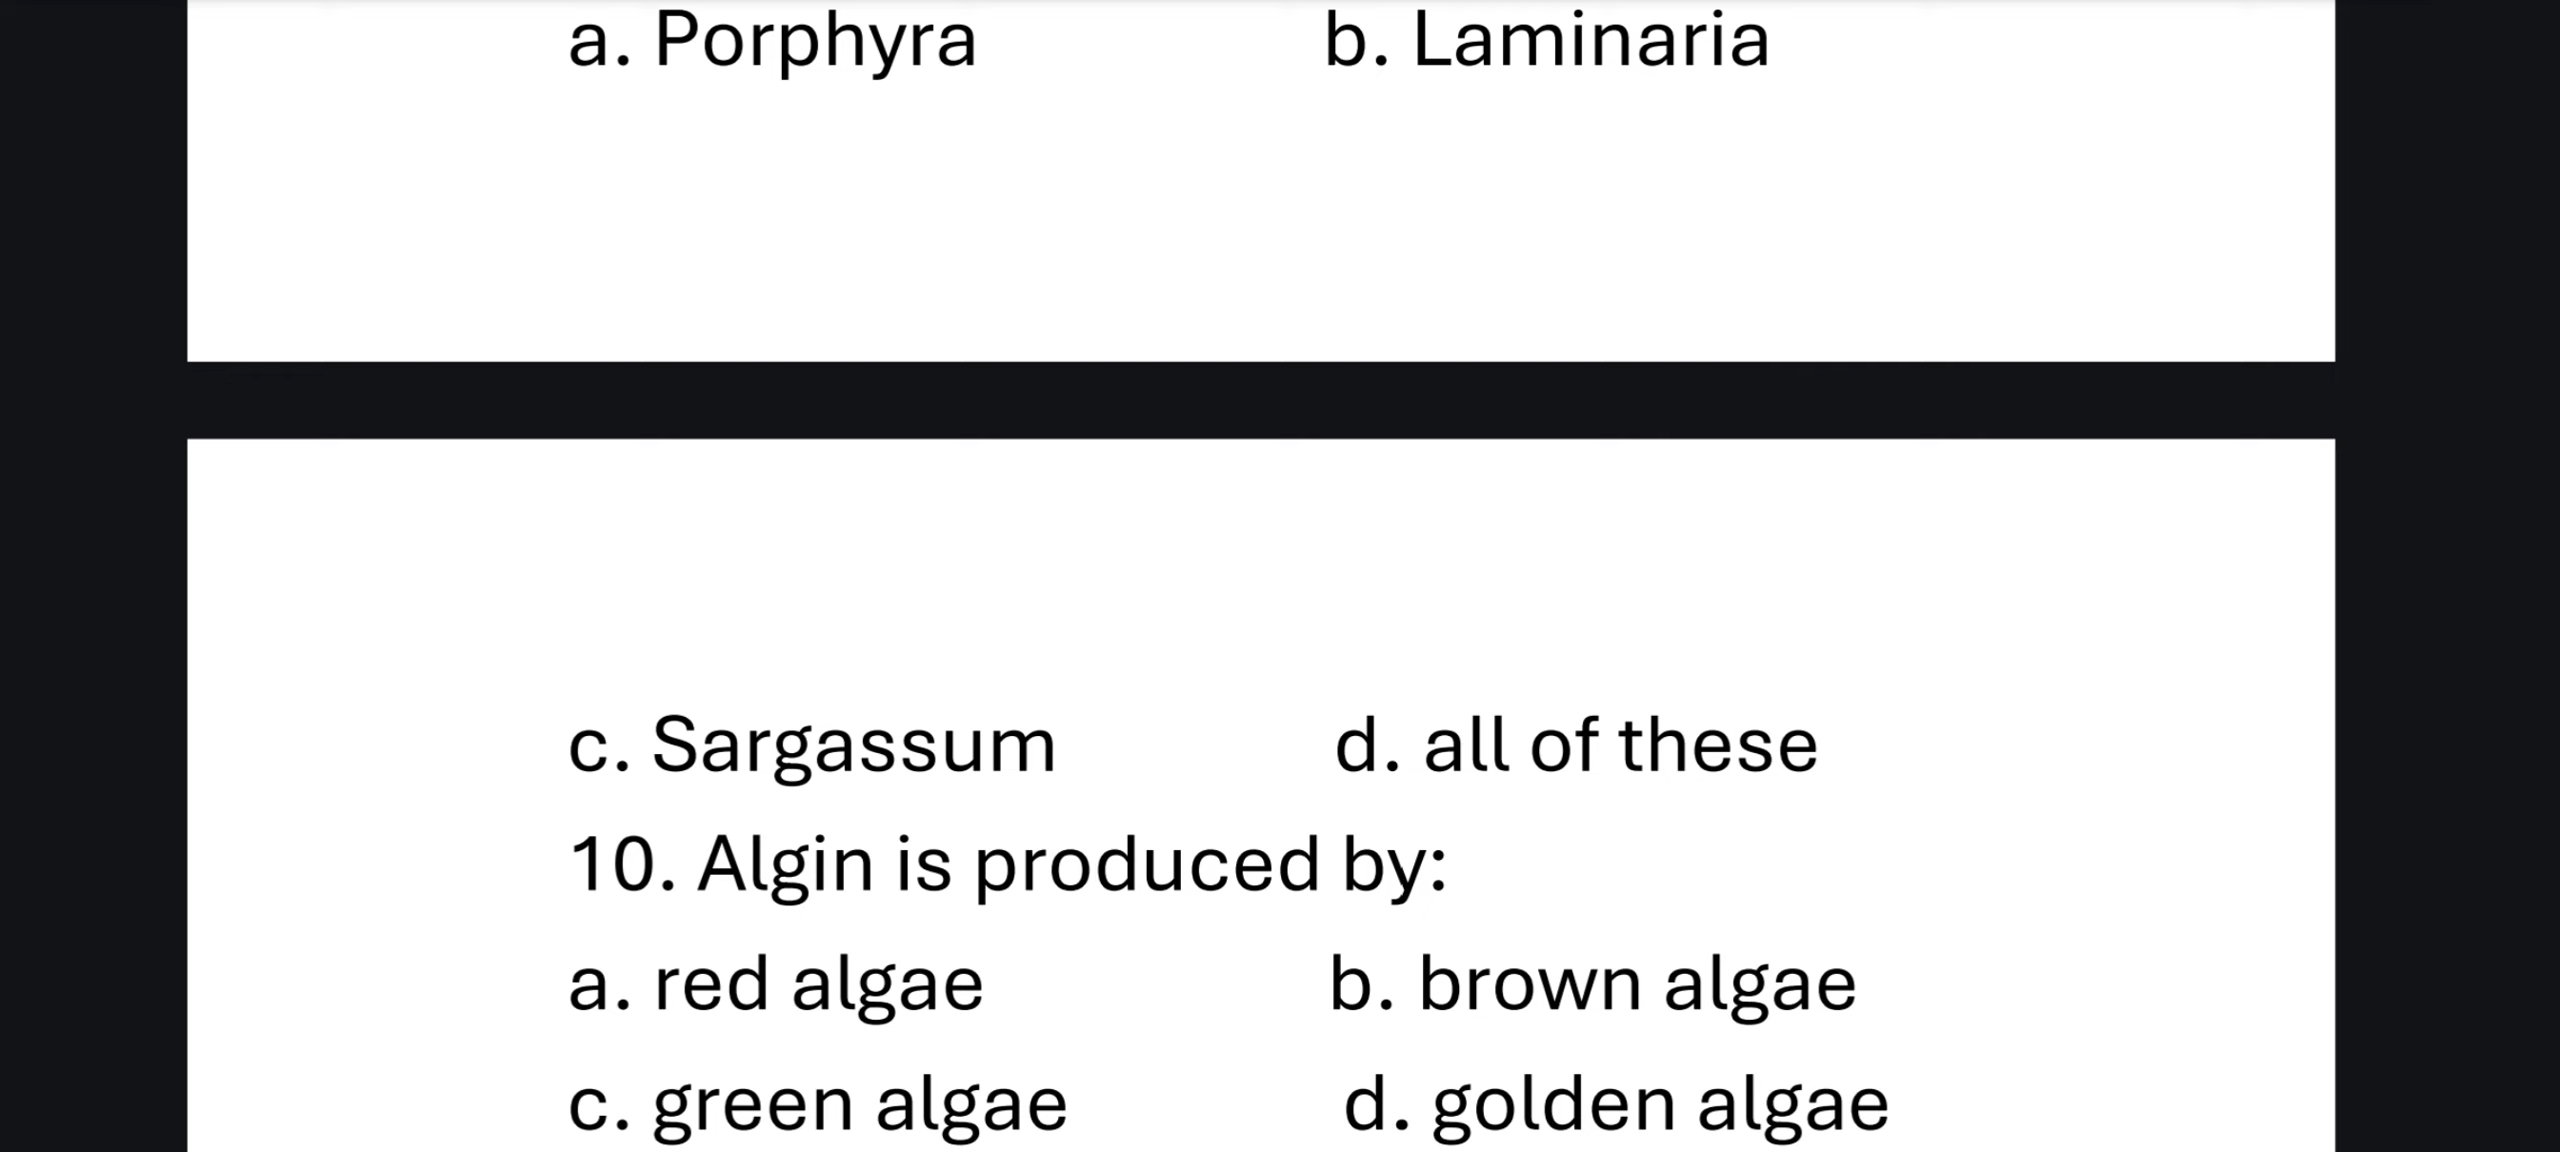 a. Porphyra b. Laminaria
c. Sargassum d. all of these
10. Algin is produced by:
a. red algae b. brown algae
c. green algae d. golden algae